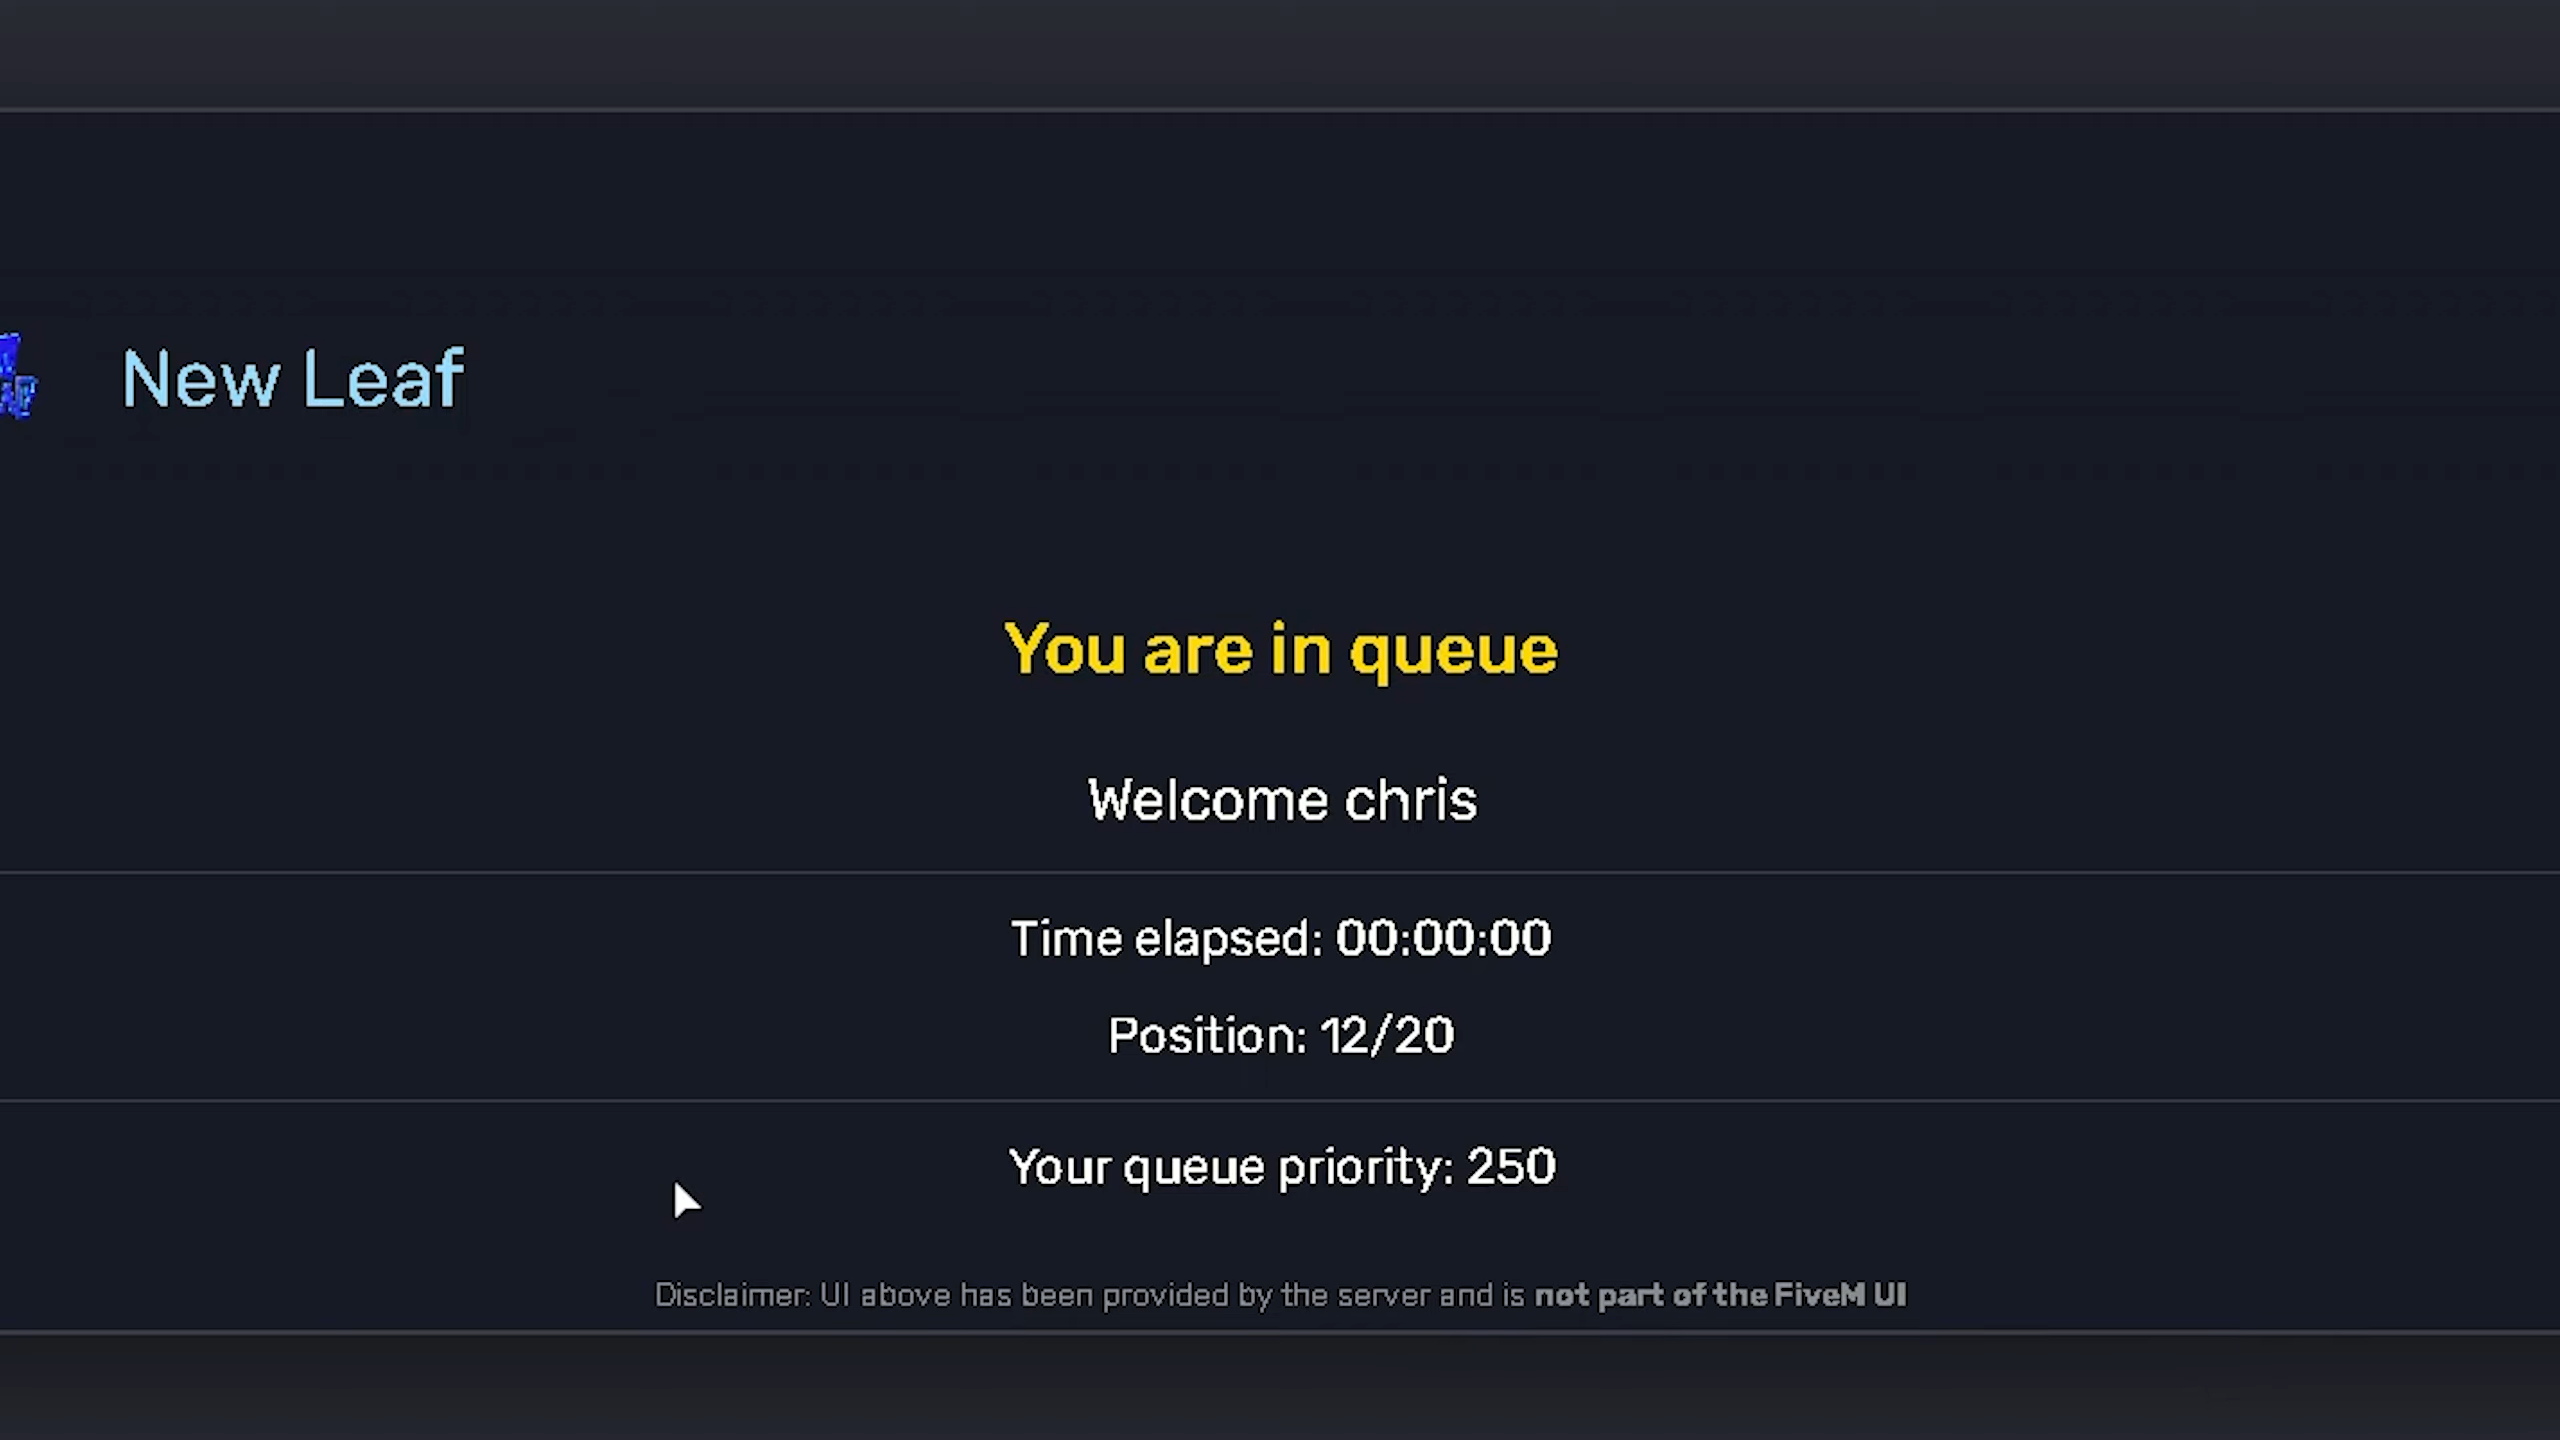 New Leaf
You are in queue
Welcome chris
Time elapsed: 00:00:00
Position: 12/20
Your queue priority: 250
Disclaimer: UI above has been provided by the server and is not part of the FiveM UI